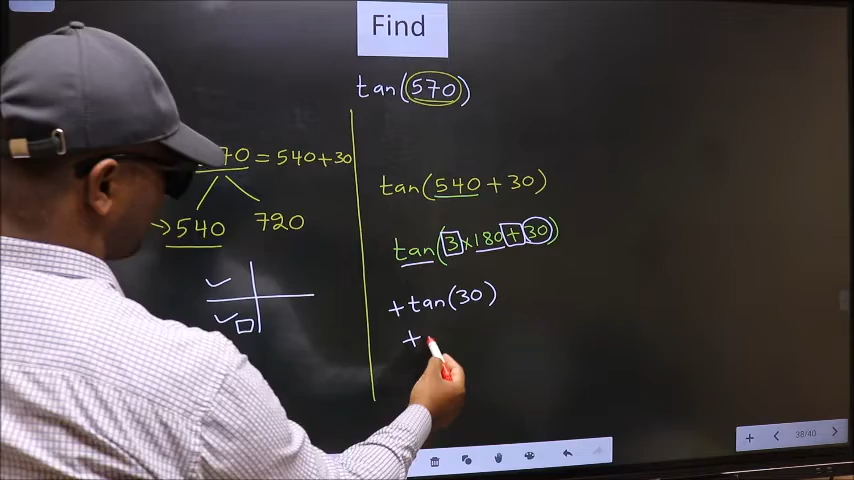 Find
tan(570)
70 = 540+30
540 720
tan(540+30)
tan(3×180+30)
+tan(30)
+
38/40